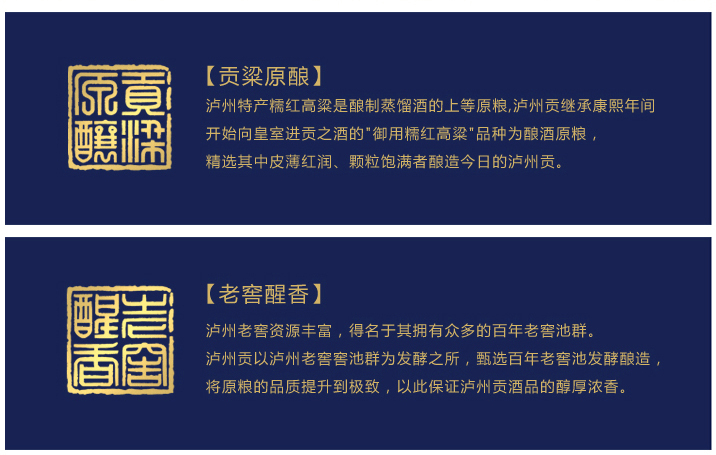 貢粱原釀
【贡粱原酿】
泸州特产糯红高粱是酿制蒸馏酒的上等原粮,泸州贡继承康熙年间
开始向皇室进贡之酒的"御用糯红高粱"品种为酿酒原粮，
精选其中皮薄红润、颗粒饱满者酿造今日的泸州贡。
老窖醒香
【老窖醒香】
泸州老窖资源丰富，得名于其拥有众多的百年老窖池群。
泸州贡以泸州老窖窖池群为发酵之所，甄选百年老窖池发酵酿造，
将原粮的品质提升到极致，以此保证泸州贡酒品的醇厚浓香。